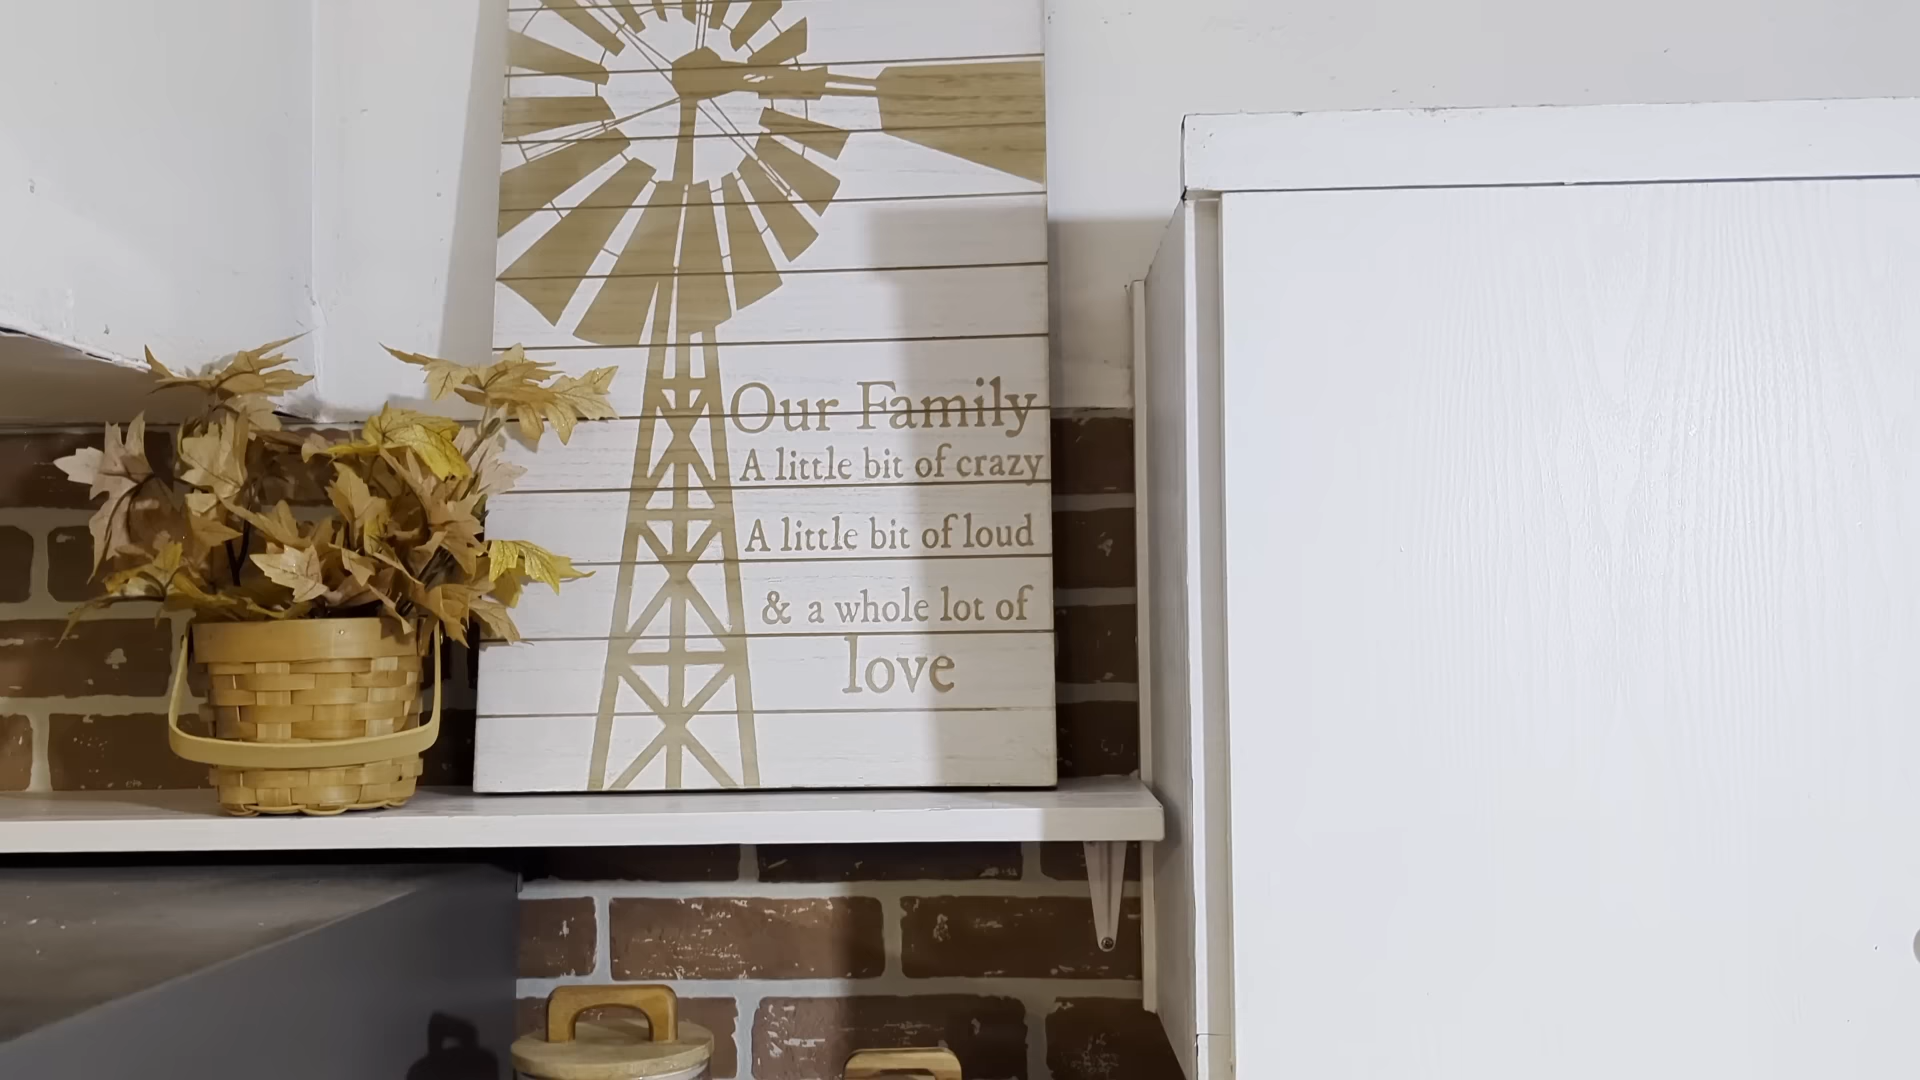 Our Family
A little bit of crazy
A little bit of loud
& a whole lot of
love